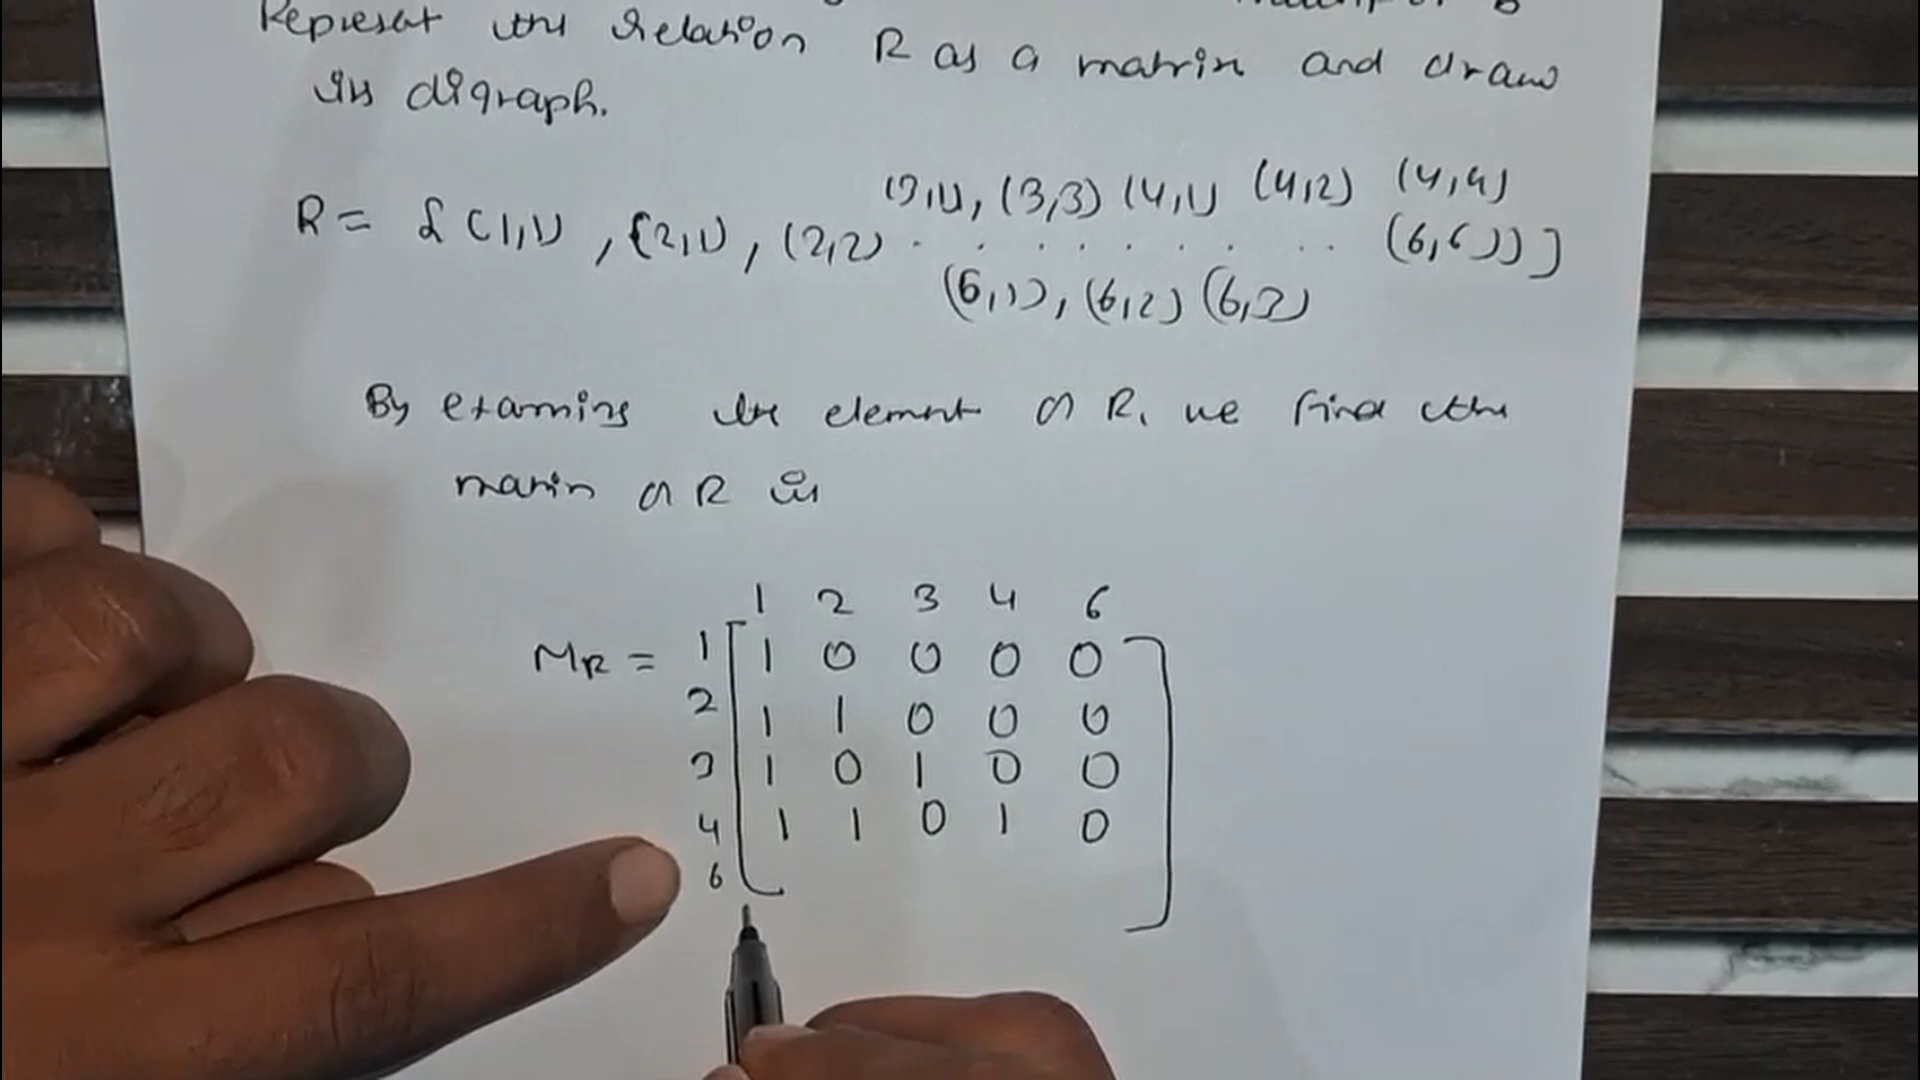 Represent the relation R as a matrix and draw
its digraph.
(3,1), (3,3) (4,1) (4,2) (4,4)
R = { (1,1) , (2,1) , (2,2) . . . . . . . . . (6,6)) }
(6,1), (6,2) (6,3)
By examins the element of R, we find the
matrix of R is
1 2 3 4 6
MR = 1 [ 1 0 0 0 0 ]
2 1 1 0 0 0
3 1 0 1 0 0
4 1 1 0 1 0
6